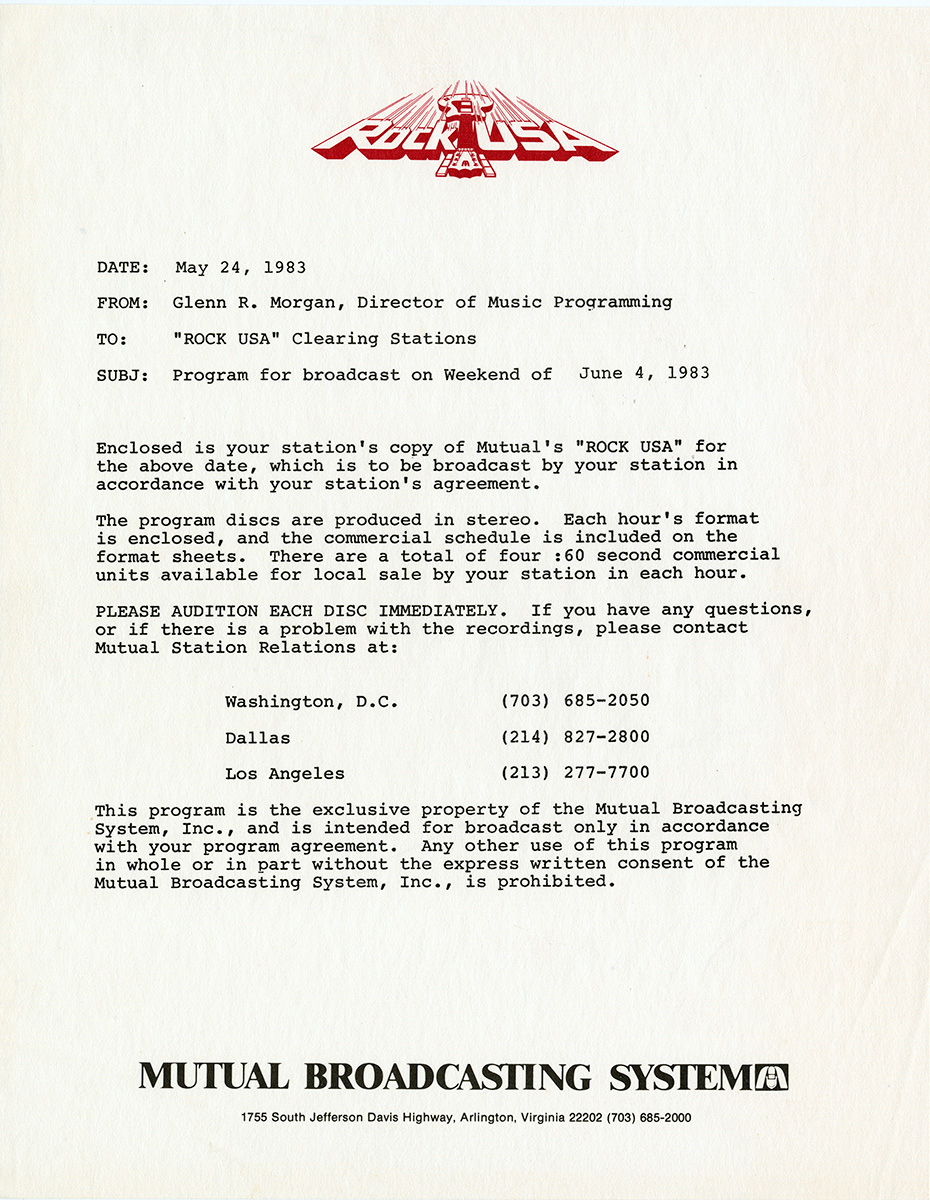 ROCK USA
DATE: May 24, 1983
FROM: Glenn R. Morgan, Director of Music Programming
TO: "ROCK USA" Clearing Stations
SUBJ: Program for broadcast on Weekend of June 4, 1983
Enclosed is your station's copy of Mutual's "ROCK USA" for
the above date, which is to be broadcast by your station in
accordance with your station's agreement.
The program discs are produced in stereo. Each hour's format
is enclosed, and the commercial schedule is included on the
format sheets. There are a total of four :60 second commercial
units available for local sale by your station in each hour.
PLEASE AUDITION EACH DISC IMMEDIATELY. If you have any questions,
or if there is a problem with the recordings, please contact
Mutual Station Relations at:
Washington, D.C. (703) 685-2050
Dallas (214) 827-2800
Los Angeles (213) 277-7700
This program is the exclusive property of the Mutual Broadcasting
System, Inc., and is intended for broadcast only in accordance
with your program agreement. Any other use of this program
in whole or in part without the express written consent of the
Mutual Broadcasting System, Inc., is prohibited.
MUTUAL BROADCASTING SYSTEM
1755 South Jefferson Davis Highway, Arlington, Virginia 22202 (703) 685-2000